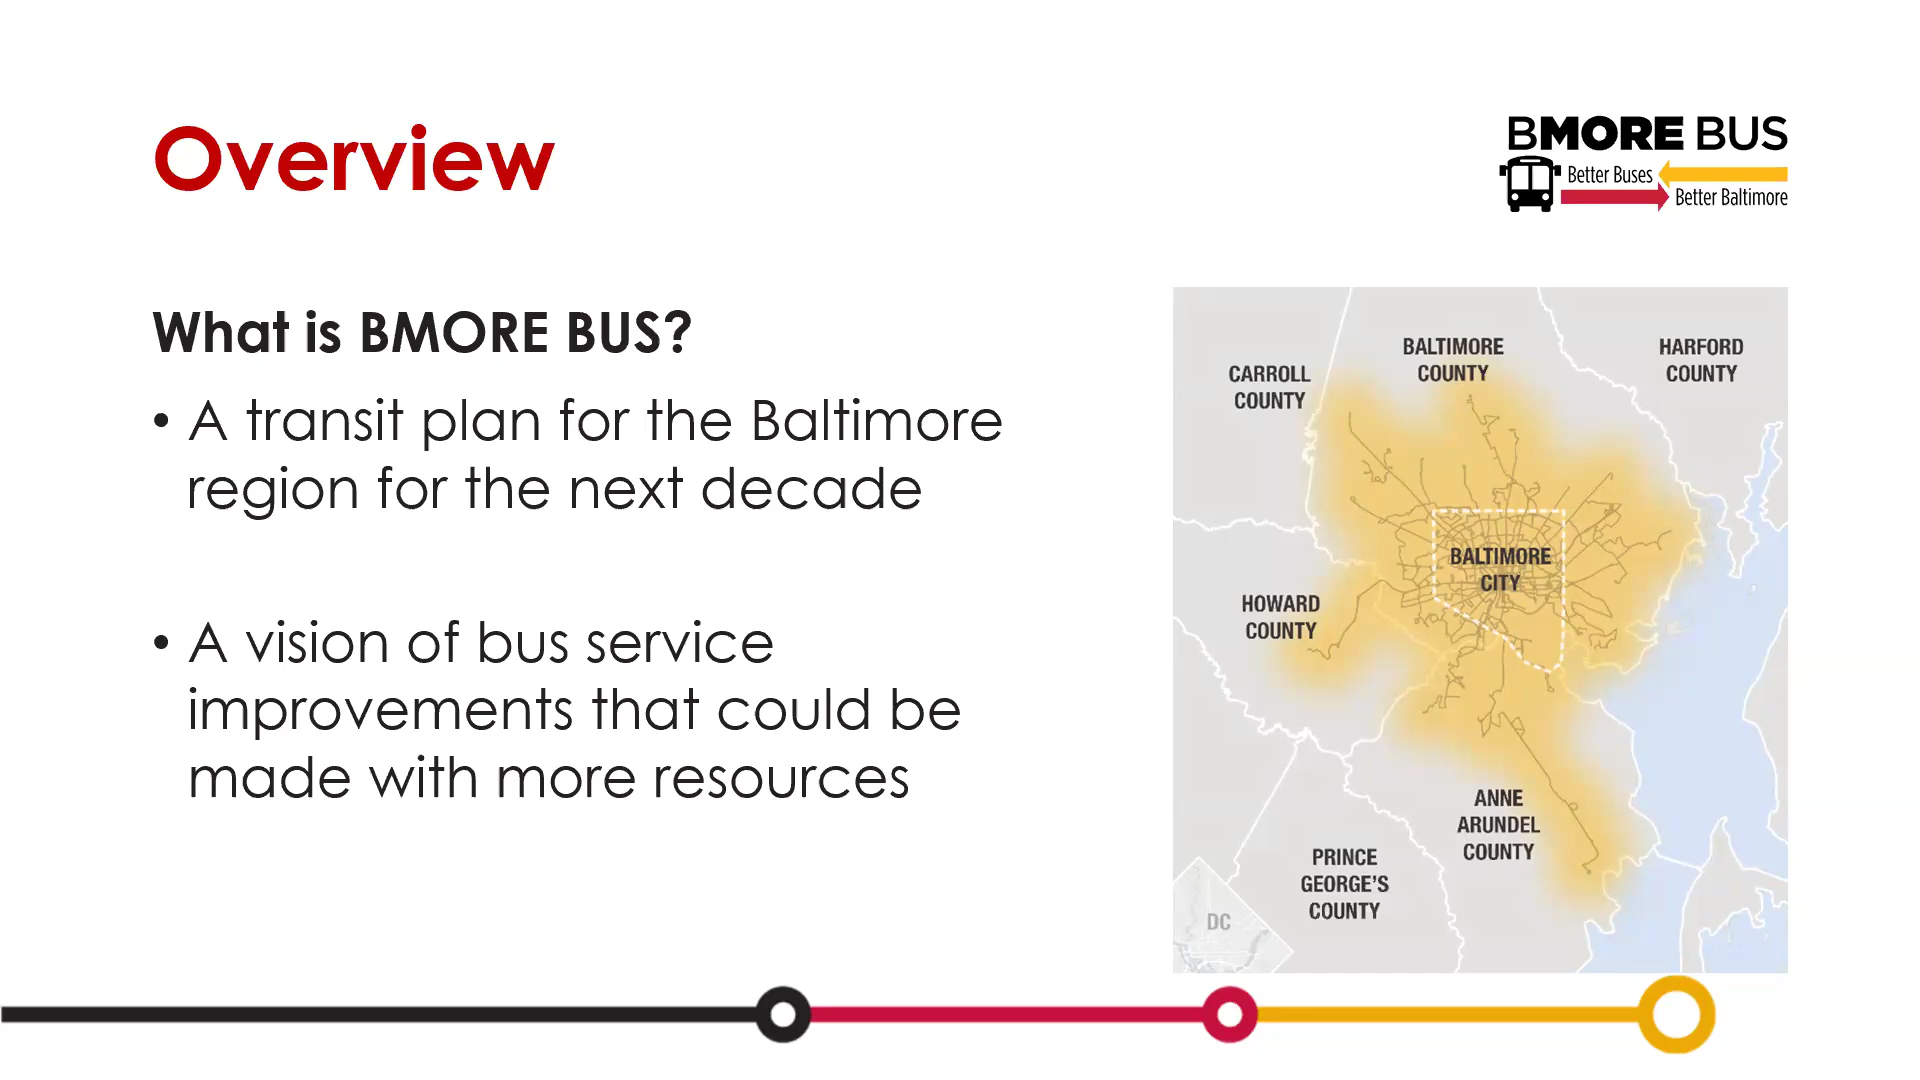 Overview
BMORE BUS
Better Buses
Better Baltimore
What is BMORE BUS?
• A transit plan for the Baltimore
region for the next decade
• A vision of bus service
improvements that could be
made with more resources
BALTIMORE
COUNTY
HARFORD
COUNTY
CARROLL
COUNTY
BALTIMORE
CITY
HOWARD
COUNTY
ANNE
ARUNDEL
COUNTY
PRINCE
GEORGE'S
COUNTY
DC